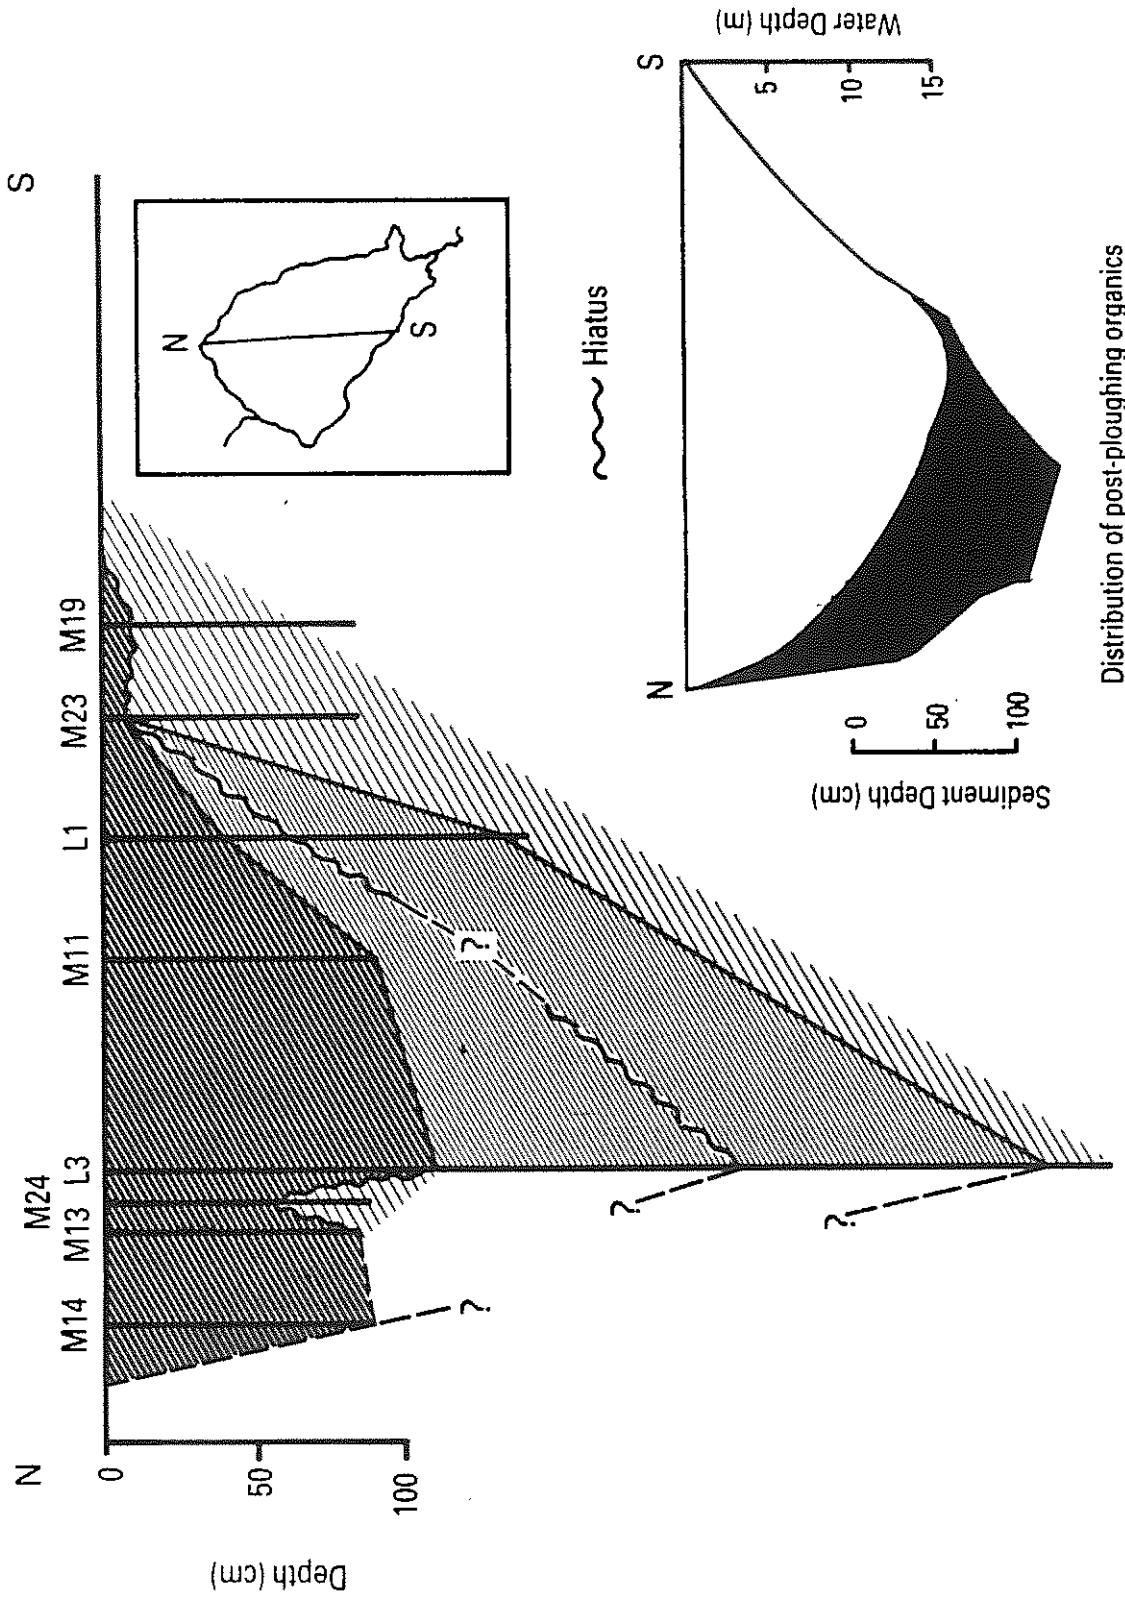 N
S
M24
M14
M13
L3
M11
L1
M23
M19
Depth (cm)
0
50
100
?
?
?
?
N
S
Hiatus
N
S
Sediment Depth (cm)
0
50
100
Water Depth (m)
5
10
15
Distribution of post-ploughing organics